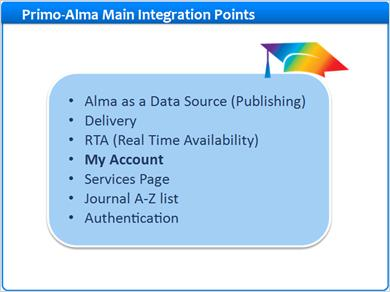 Primo-Alma Main Integration Points
• Alma as a Data Source (Publishing)
• Delivery
• RTA (Real Time Availability)
• My Account
• Services Page
• Journal A-Z list
• Authentication